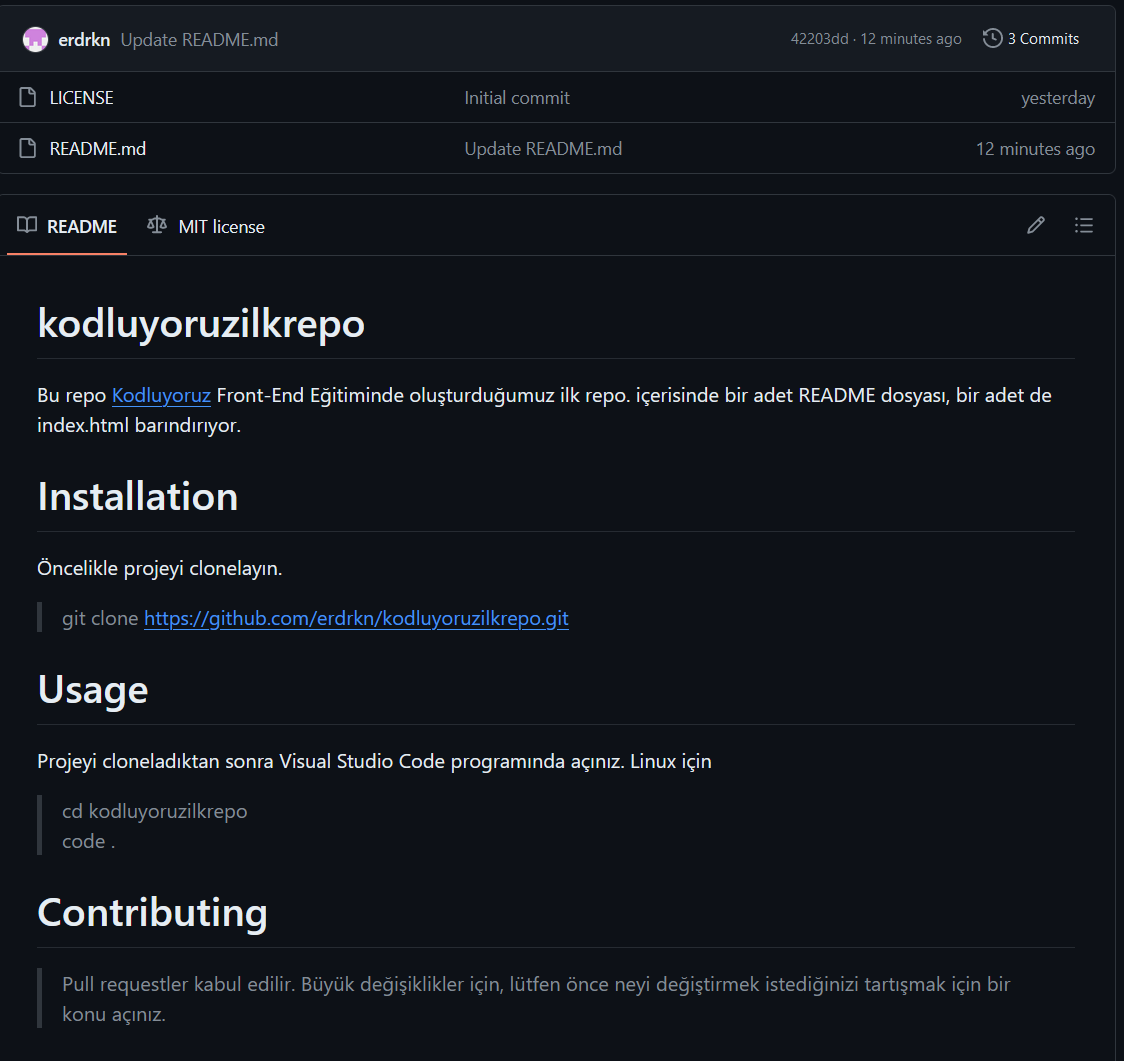 erdrkn Update README.md 42203dd · 12 minutes ago 3 Commits
LICENSE Initial commit yesterday
README.md Update README.md 12 minutes ago
README MIT license
kodluyoruzilkrepo
Bu repo Kodluyoruz Front-End Eğitiminde oluşturduğumuz ilk repo. içerisinde bir adet README dosyası, bir adet de
index.html barındırıyor.
Installation
Öncelikle projeyi clonelayın.
git clone https://github.com/erdrkn/kodluyoruzilkrepo.git
Usage
Projeyi cloneladıktan sonra Visual Studio Code programında açınız. Linux için
cd kodluyoruzilkrepo
code .
Contributing
Pull requestler kabul edilir. Büyük değişiklikler için, lütfen önce neyi değiştirmek istediğinizi tartışmak için bir
konu açınız.